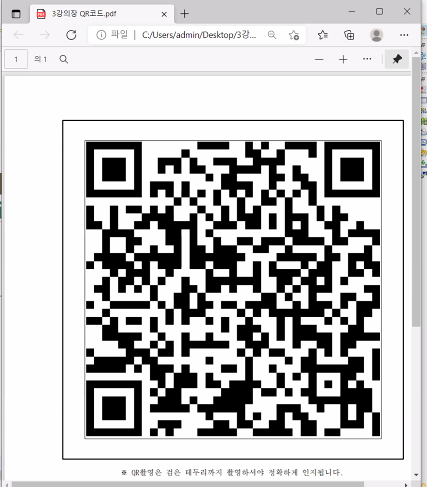 3강의장 QR코드.pdf
파일 C:/Users/admin/Desktop/3강...
1 의 1
※ QR촬영은 검은 테두리까지 촬영하셔야 정확하게 인지됩니다.